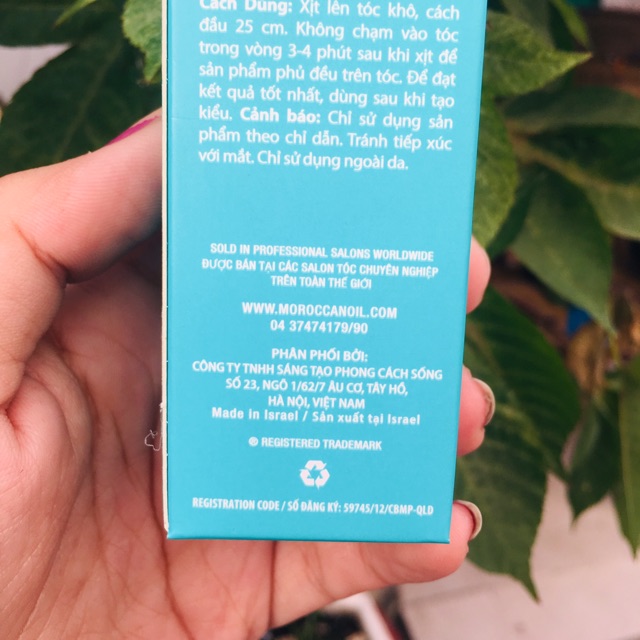 Cách Dùng: Xịt lên tóc khô, cách
đầu 25 cm. Không chạm vào tóc
trong vòng 3-4 phút sau khi xịt để
sản phẩm phủ đều trên tóc. Để đạt
kết quả tốt nhất, dùng sau khi tạo
kiểu. Cảnh báo: Chỉ sử dụng sản
phẩm theo chỉ dẫn. Tránh tiếp xúc
với mắt. Chỉ sử dụng ngoài da.
SOLD IN PROFESSIONAL SALONS WORLDWIDE
ĐƯỢC BÁN TẠI CÁC SALON TÓC CHUYÊN NGHIỆP
TRÊN TOÀN THẾ GIỚI
WWW.MOROCCANOIL.COM
04 37474179/90
PHÂN PHỐI BỞI:
CÔNG TY TNHH SÁNG TẠO PHONG CÁCH SỐNG
SỐ 23, NGÕ 1/62/7 ÂU CƠ, TÂY HỒ,
HÀ NỘI, VIỆT NAM
Made in Israel / Sản xuất tại Israel
® REGISTERED TRADEMARK
REGISTRATION CODE / SỐ ĐĂNG KÝ: 59745/12/CBMP-QLD